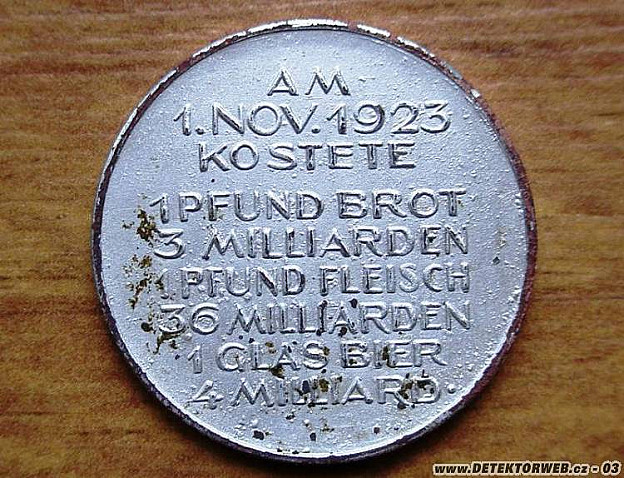 AM
1. NOV. 1923
KOSTETE
1 PFUND BROT
3 MILLIARDEN
1 PFUND FLEISCH
36 MILLIARDEN
1 GLAS BIER
4 MILLIARD.
www.DETEKTORWEB.cz - 03